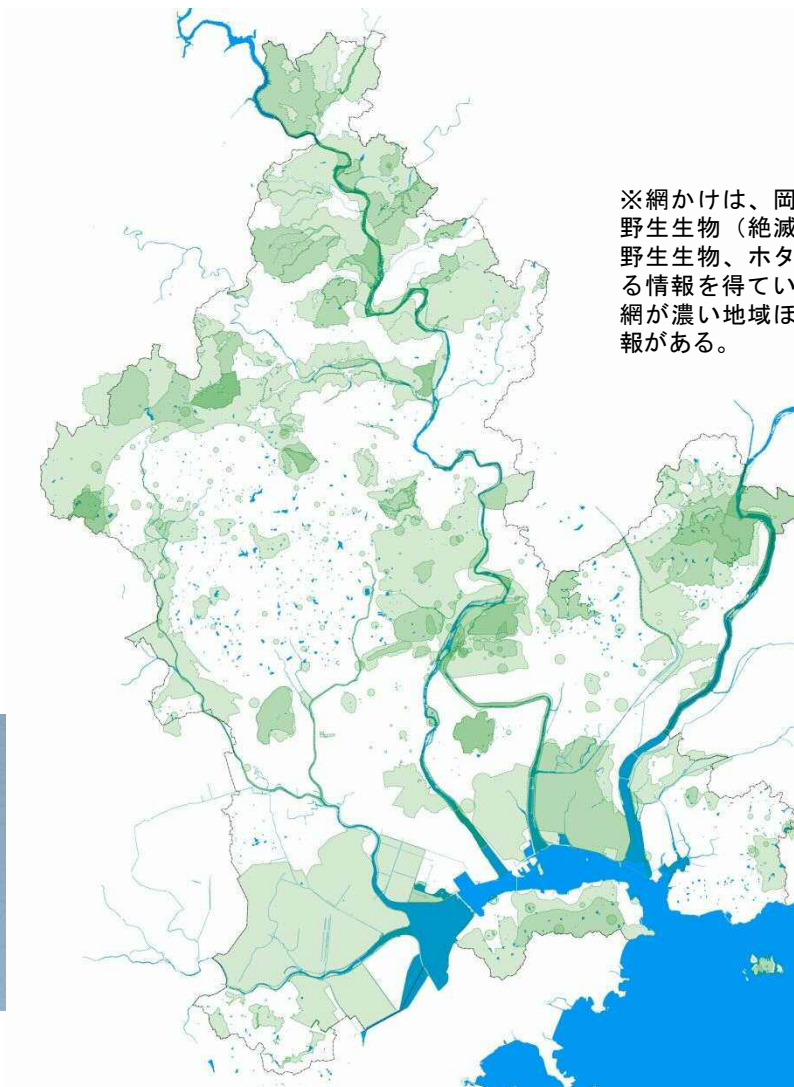 ※網かけは、岡
野生生物（絶滅
野生生物、ホタ
る情報を得てい
網が濃い地域ほ
報がある。